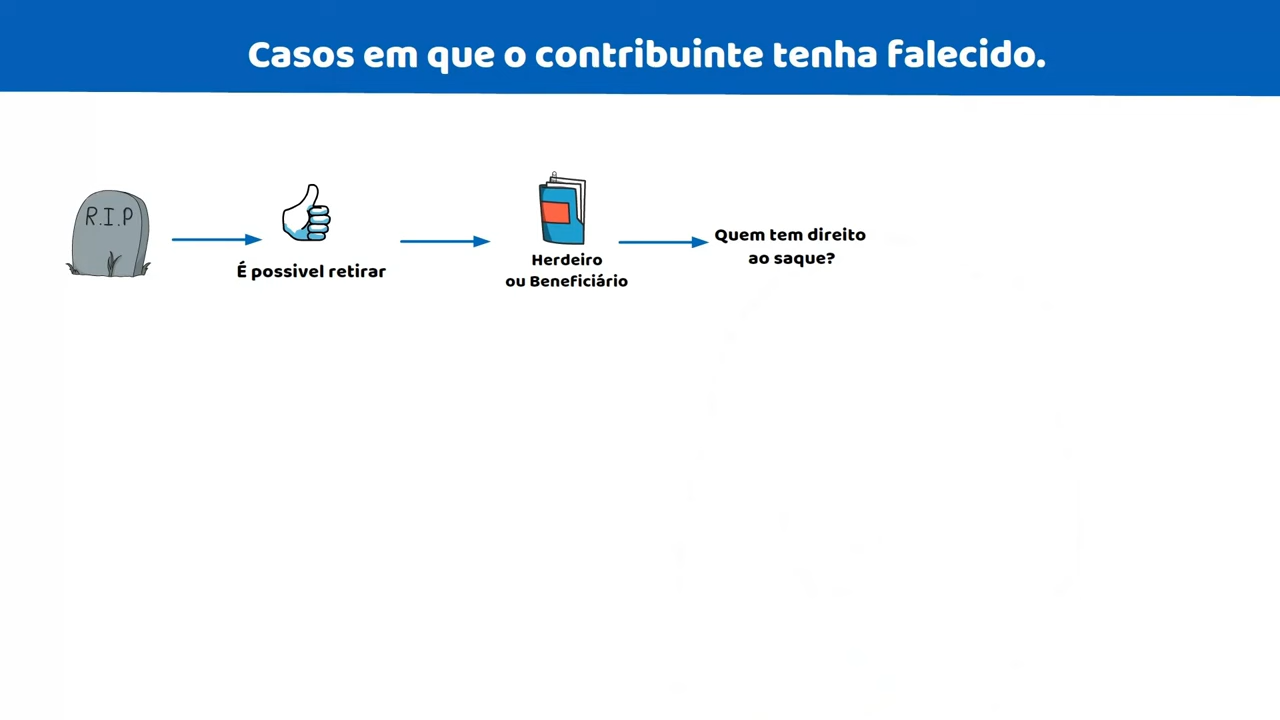 Casos em que o contribuinte tenha falecido.
R.I.P
É possivel retirar
Herdeiro
ou Beneficiário
Quem tem direito
ao saque?